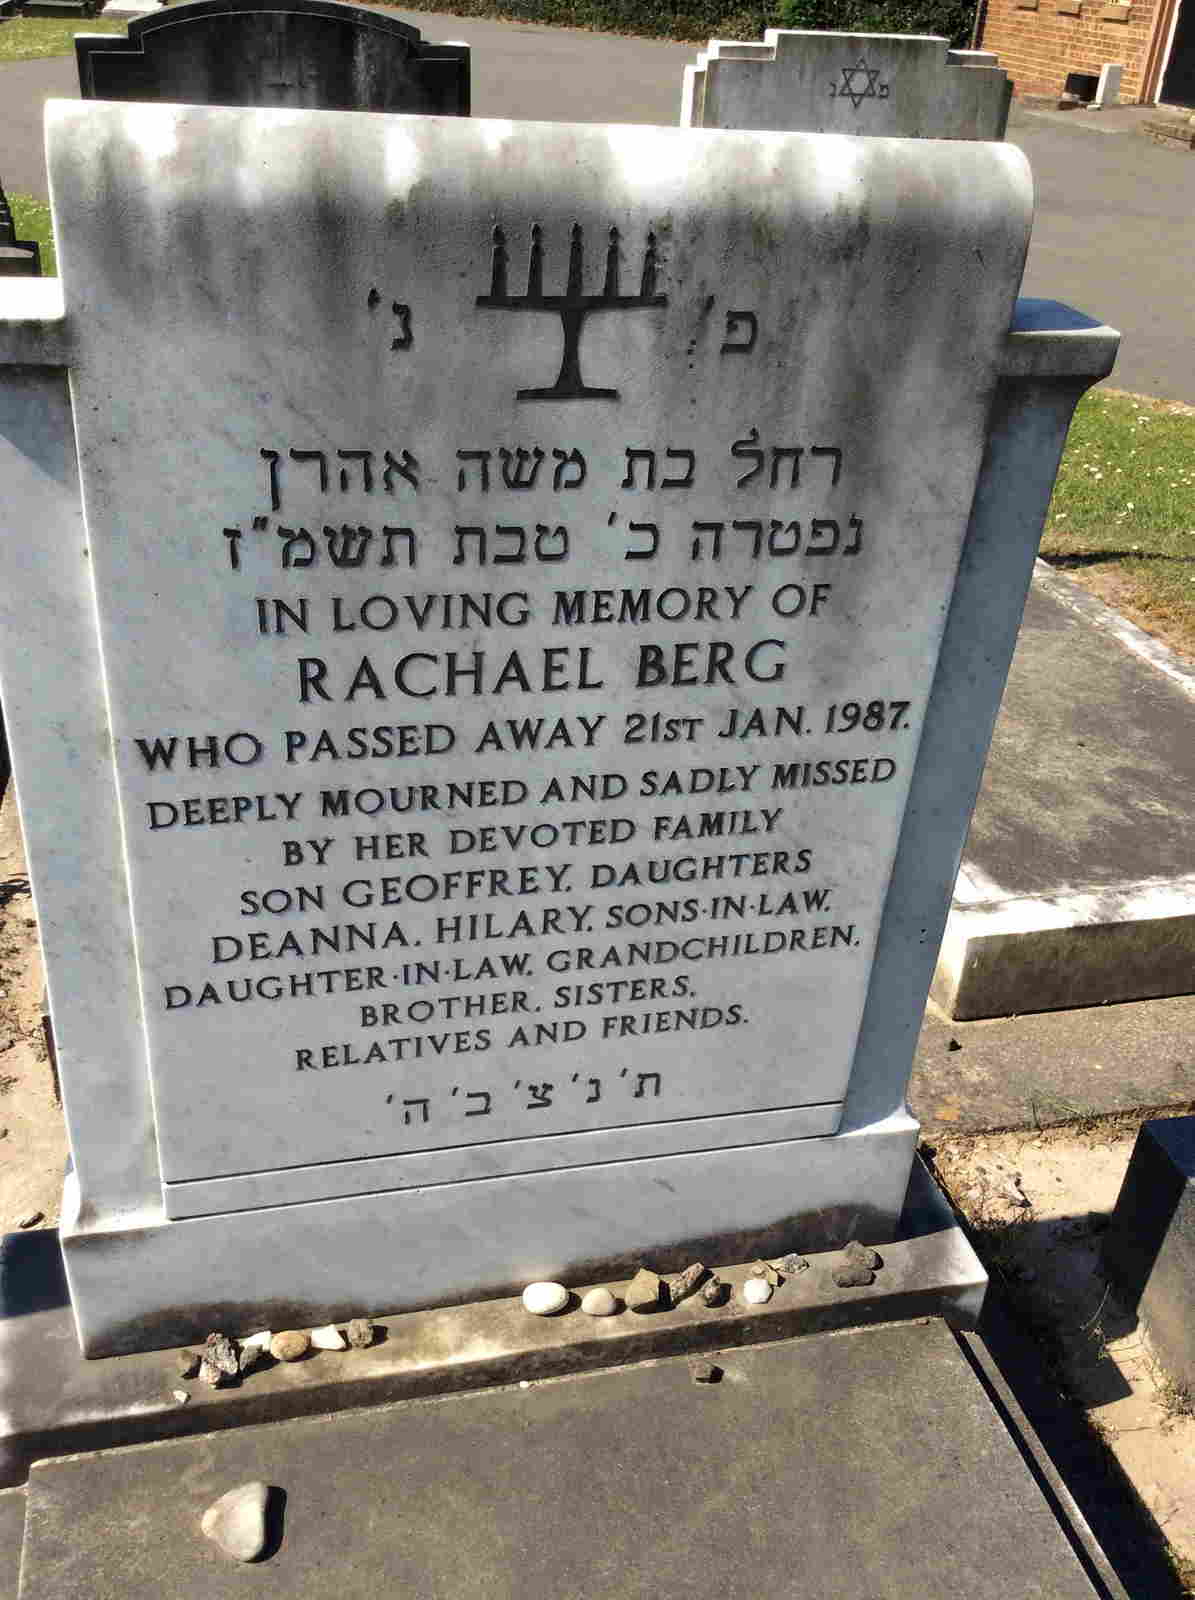 פ נ
פ' נ'
רחל בת משה אהרן
נפטרה כ' טבת תשמ"ז
IN LOVING MEMORY OF
RACHAEL BERG
WHO PASSED AWAY 21ST JAN. 1987.
DEEPLY MOURNED AND SADLY MISSED
BY HER DEVOTED FAMILY
SON GEOFFREY, DAUGHTERS
DEANNA, HILARY, SONS·IN·LAW,
DAUGHTER·IN·LAW, GRANDCHILDREN,
BROTHER, SISTERS,
RELATIVES AND FRIENDS.
ת' נ' צ' ב' ה'